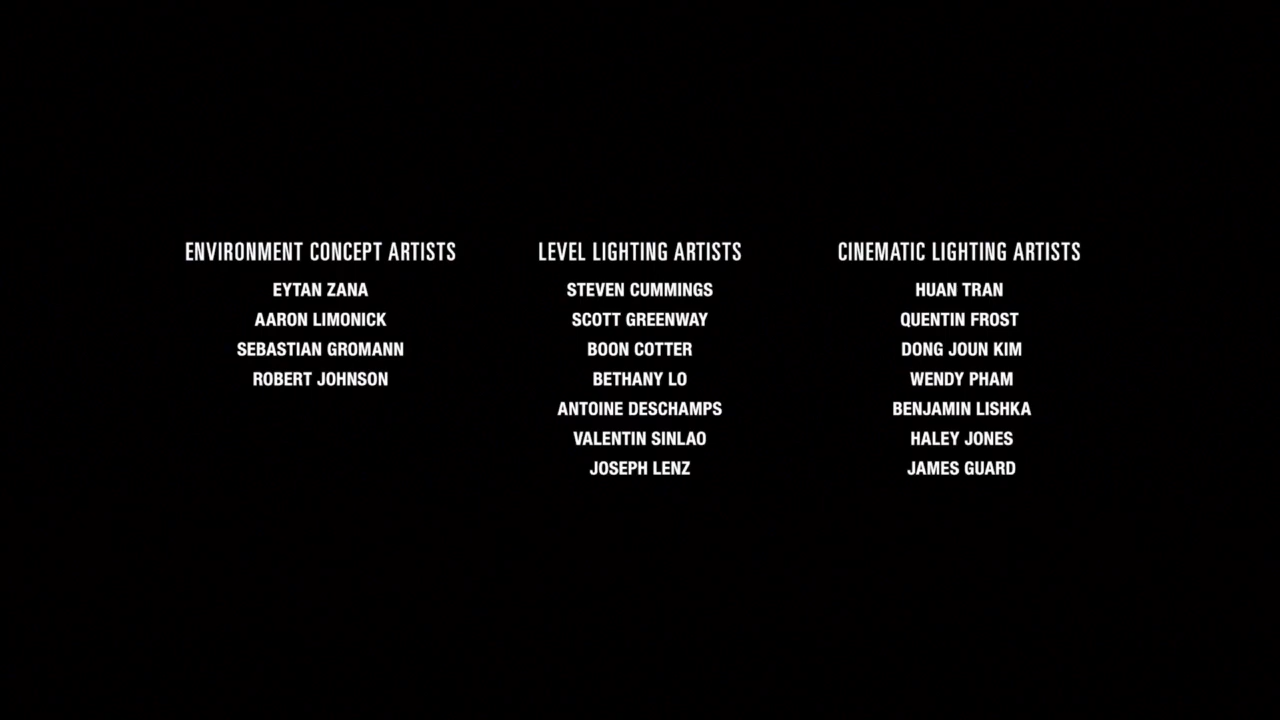 ENVIRONMENT CONCEPT ARTISTS
EYTAN ZANA
AARON LIMONICK
SEBASTIAN GROMANN
ROBERT JOHNSON
LEVEL LIGHTING ARTISTS
STEVEN CUMMINGS
SCOTT GREENWAY
BOON COTTER
BETHANY LO
ANTOINE DESCHAMPS
VALENTIN SINLAO
JOSEPH LENZ
CINEMATIC LIGHTING ARTISTS
HUAN TRAN
QUENTIN FROST
DONG JOUN KIM
WENDY PHAM
BENJAMIN LISHKA
HALEY JONES
JAMES GUARD